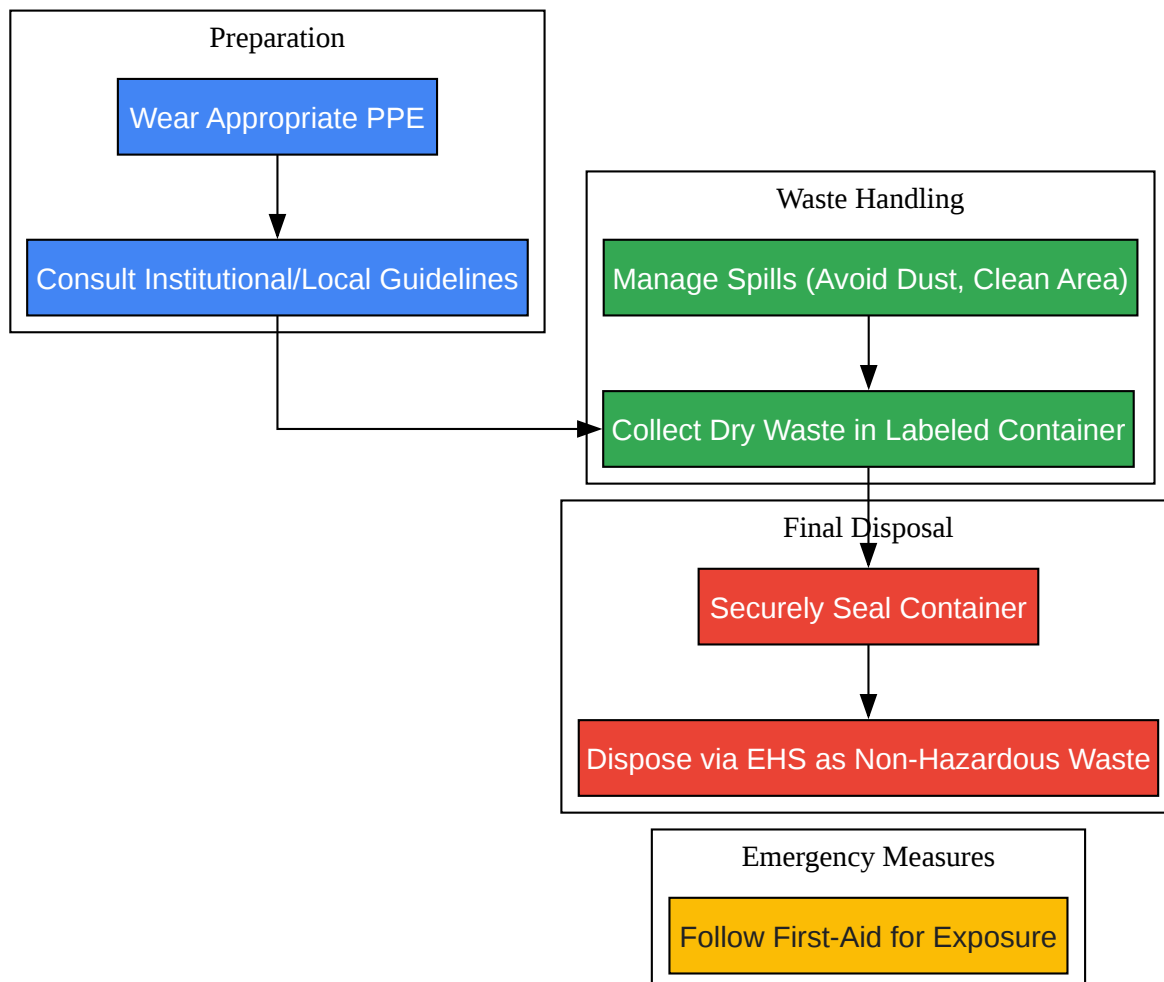 Preparation
Wear Appropriate PPE
Consult Institutional/Local Guidelines
Waste Handling
Manage Spills (Avoid Dust, Clean Area)
Collect Dry Waste in Labeled Container
Final Disposal
Securely Seal Container
Dispose via EHS as Non-Hazardous Waste
Emergency Measures
Follow First-Aid for Exposure